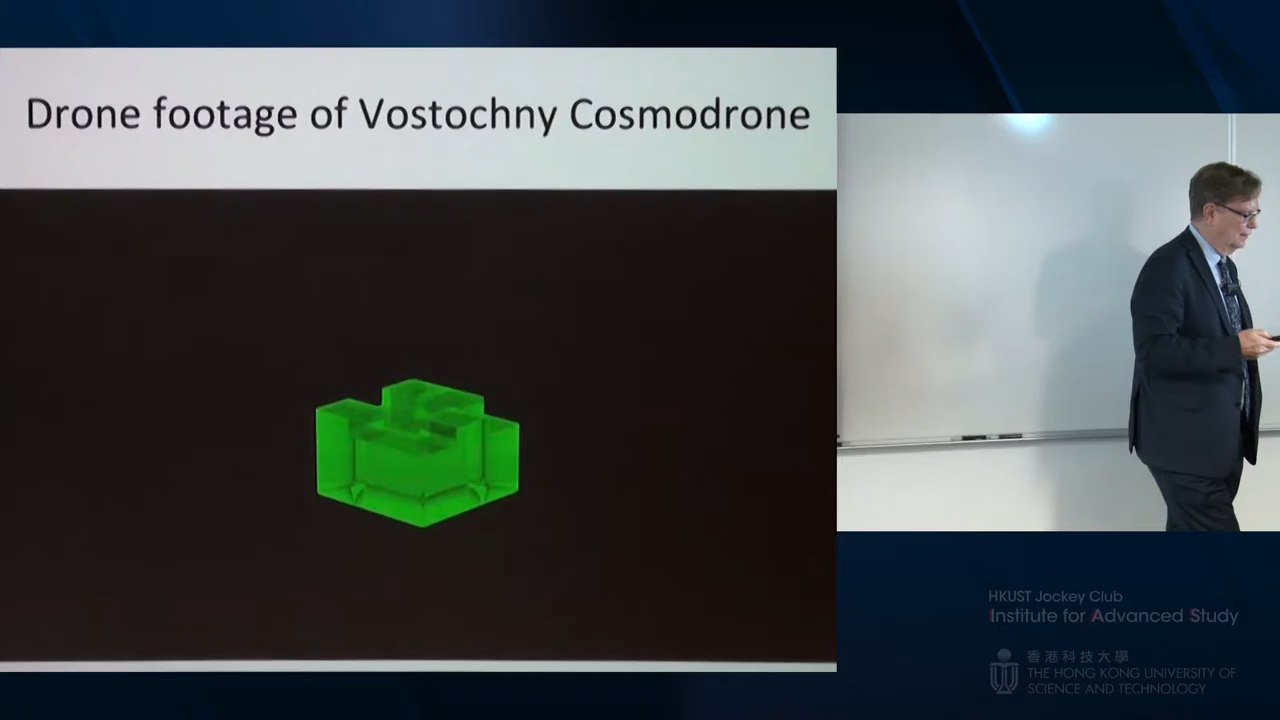 Drone footage of Vostochny Cosmodrone
HKUST Jockey Club
Institute for Advanced Study
香港科技大學
THE HONG KONG UNIVERSITY OF
SCIENCE AND TECHNOLOGY